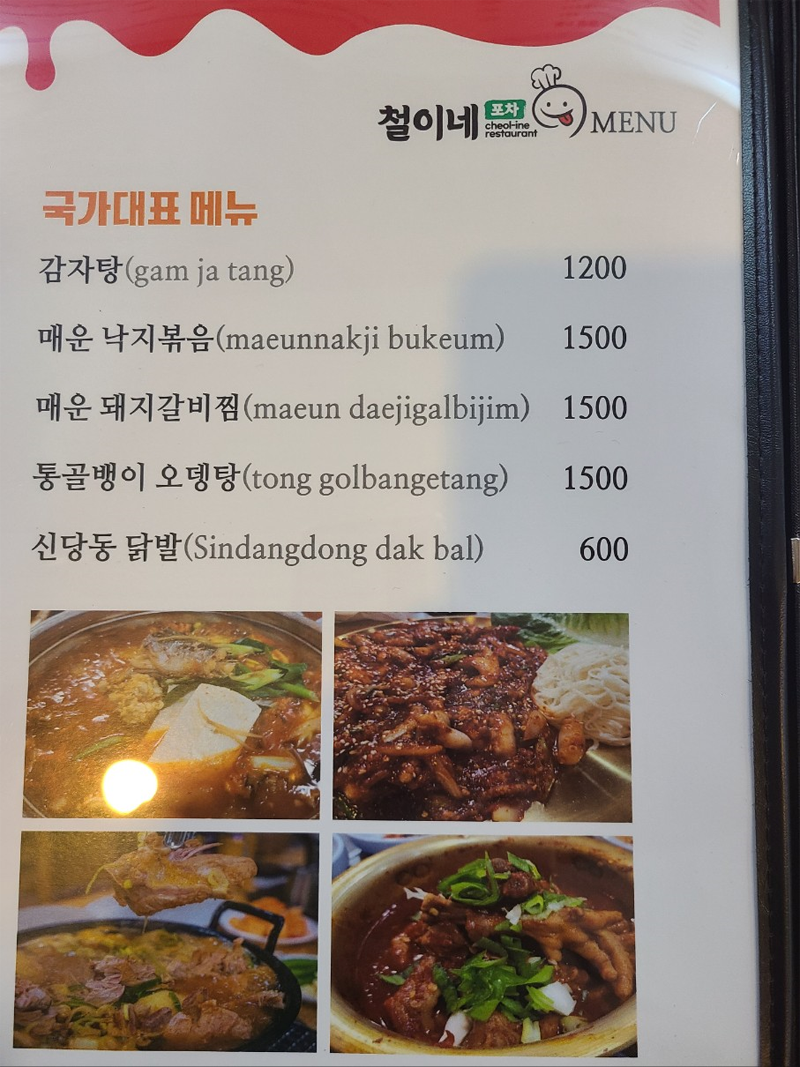 철이네 포차 MENU
cheol-ine
restaurant
국가대표 메뉴
감자탕(gam ja tang) 1200
매운 낙지볶음(maeunnakji bukeum) 1500
매운 돼지갈비찜(maeun daejigalbijim) 1500
통골뱅이 오뎅탕(tong golbangetang) 1500
신당동 닭발(Sindangdong dak bal) 600